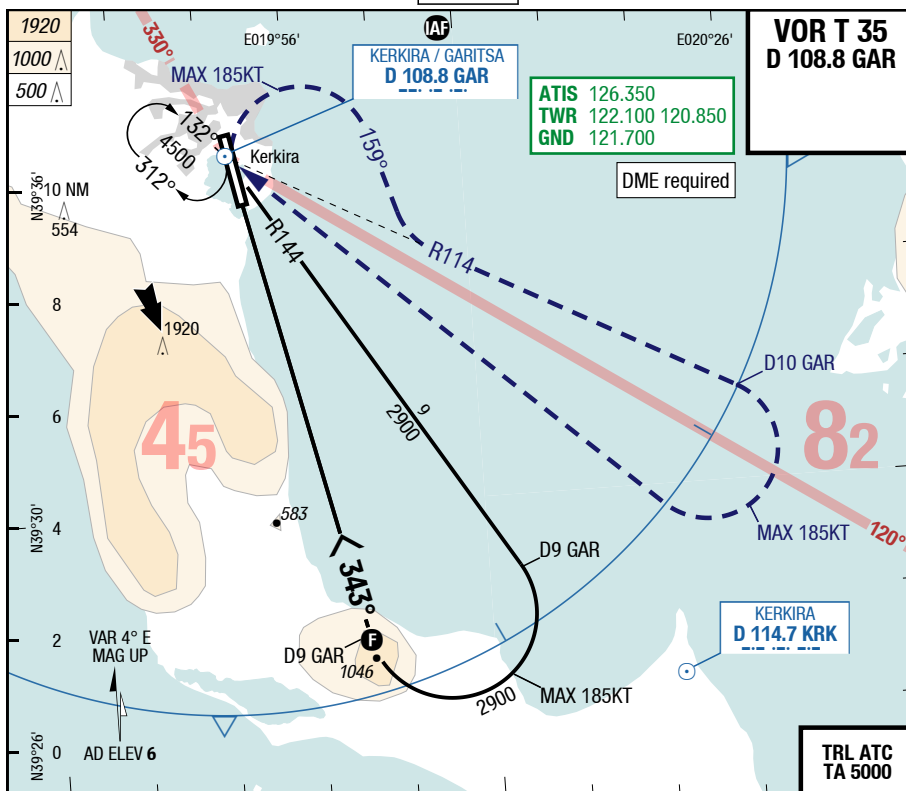 1920
1000
500
330°
E019°56'
IAF
E020°26'
VOR T 35
D 108.8 GAR
KERKIRA / GARITSA
D 108.8 GAR
MAX 185KT
ATIS 126.350
TWR 122.100 120.850
GND 121.700
132°
4500
312°
Kerkira
159°
DME required
N39°36'
10 NM
554
R144
R114
8
1920
D10 GAR
6
45
9
2900
82
N39°30'
4
583
MAX 185KT
120°
D9 GAR
343°
KERKIRA
D 114.7 KRK
VAR 4° E
MAG UP
2
D9 GAR
F
1046
2900
MAX 185KT
N39°26'
0
AD ELEV 6
TRL ATC
TA 5000